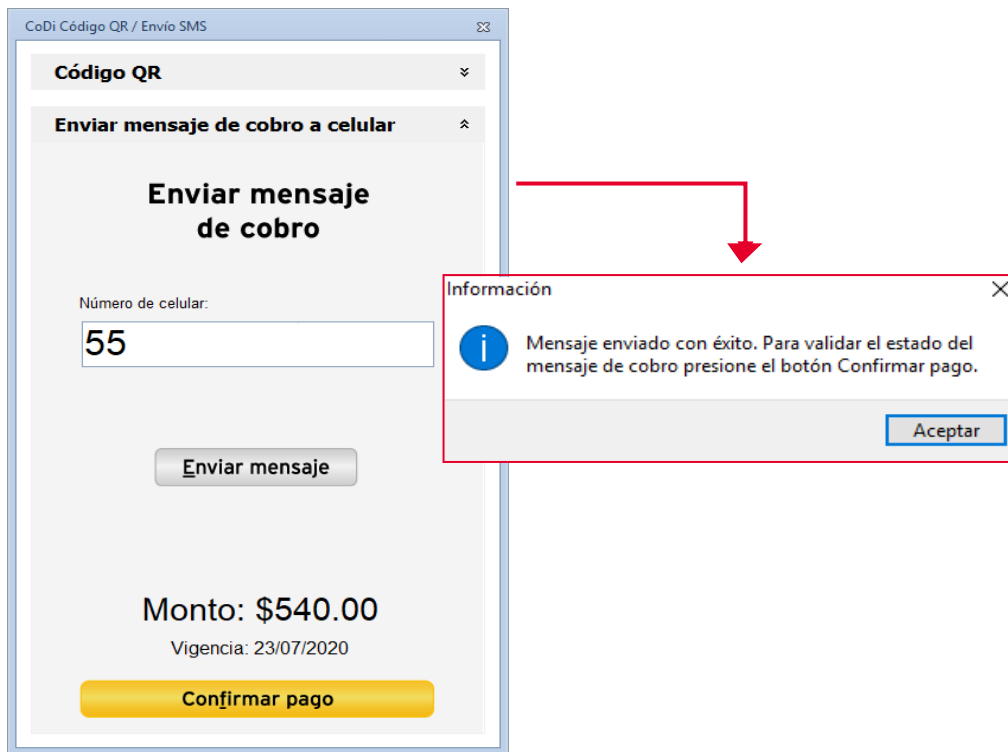 CoDi Código QR / Envío SMS
Código QR
Enviar mensaje de cobro a celular
Enviar mensaje
de cobro
Número de celular:
55
Enviar mensaje
Monto: $540.00
Vigencia: 23/07/2020
Confirmar pago
Información
Mensaje enviado con éxito. Para validar el estado del
mensaje de cobro presione el botón Confirmar pago.
Aceptar